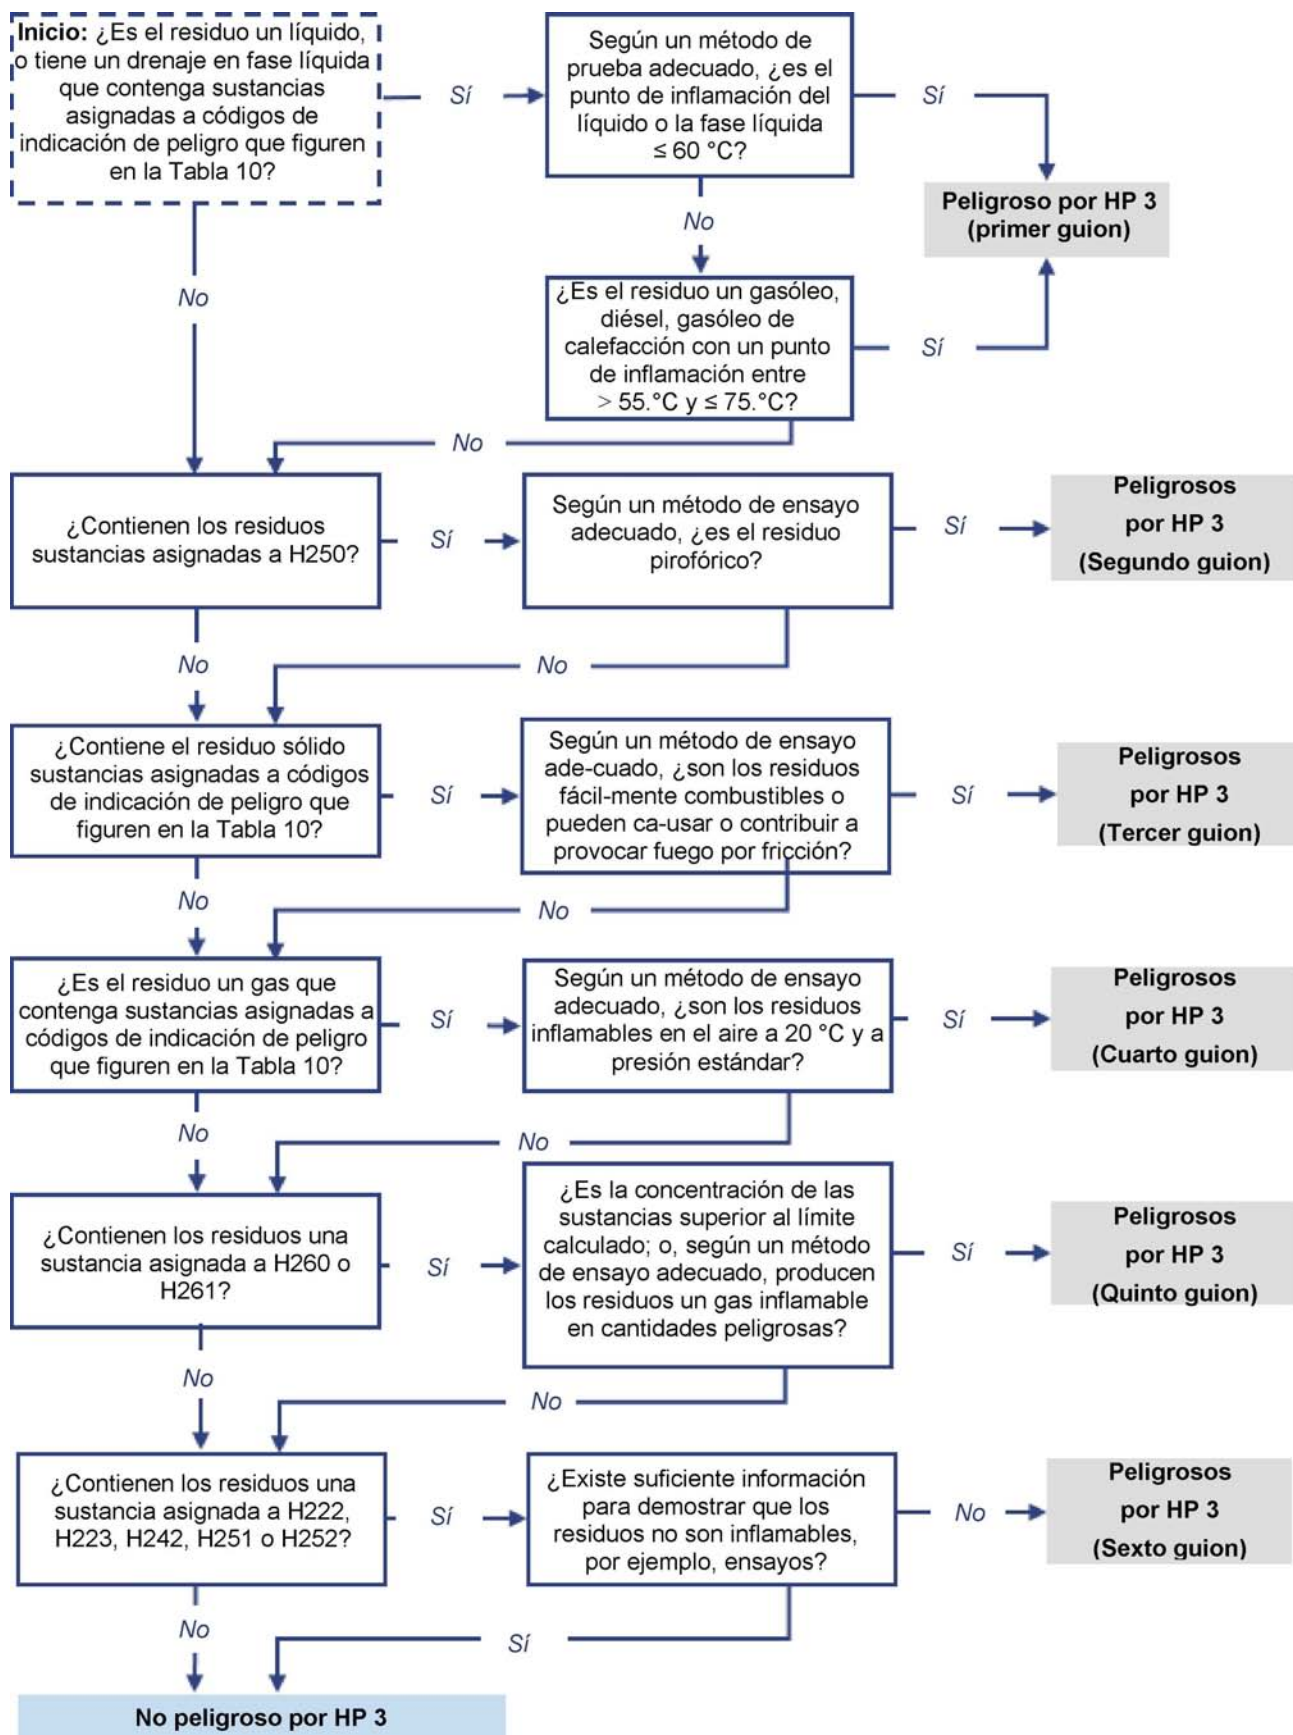 Inicio: ¿Es el residuo un líquido,
o tiene un drenaje en fase líquida
que contenga sustancias
asignadas a códigos de
indicación de peligro que figuren
en la Tabla 10?
Sí
Según un método de
prueba adecuado, ¿es el
punto de inflamación del
líquido o la fase líquida
≤ 60 °C?
Sí
Peligroso por HP 3
(primer guion)
No
No
¿Es el residuo un gasóleo,
diésel, gasóleo de
calefacción con un punto
de inflamación entre
> 55.°C y ≤ 75.°C?
Sí
No
¿Contienen los residuos
sustancias asignadas a H250?
Sí
Según un método de ensayo
adecuado, ¿es el residuo
pirofórico?
Sí
Peligrosos
por HP 3
(Segundo guion)
No
No
¿Contiene el residuo sólido
sustancias asignadas a códigos
de indicación de peligro que
figuren en la Tabla 10?
Sí
Según un método de ensayo
ade-cuado, ¿son los residuos
fácil-mente combustibles o
pueden ca-usar o contribuir a
provocar fuego por fricción?
Sí
Peligrosos
por HP 3
(Tercer guion)
No
No
¿Es el residuo un gas que
contenga sustancias asignadas a
códigos de indicación de peligro
que figuren en la Tabla 10?
Sí
Según un método de ensayo
adecuado, ¿son los residuos
inflamables en el aire a 20 °C y a
presión estándar?
Sí
Peligrosos
por HP 3
(Cuarto guion)
No
No
¿Contienen los residuos una
sustancia asignada a H260 o
H261?
Sí
¿Es la concentración de las
sustancias superior al límite
calculado; o, según un método
de ensayo adecuado, producen
los residuos un gas inflamable
en cantidades peligrosas?
Sí
Peligrosos
por HP 3
(Quinto guion)
No
No
¿Contienen los residuos una
sustancia asignada a H222,
H223, H242, H251 o H252?
Sí
¿Existe suficiente información
para demostrar que los
residuos no son inflamables,
por ejemplo, ensayos?
No
Peligrosos
por HP 3
(Sexto guion)
No
Sí
No peligroso por HP 3